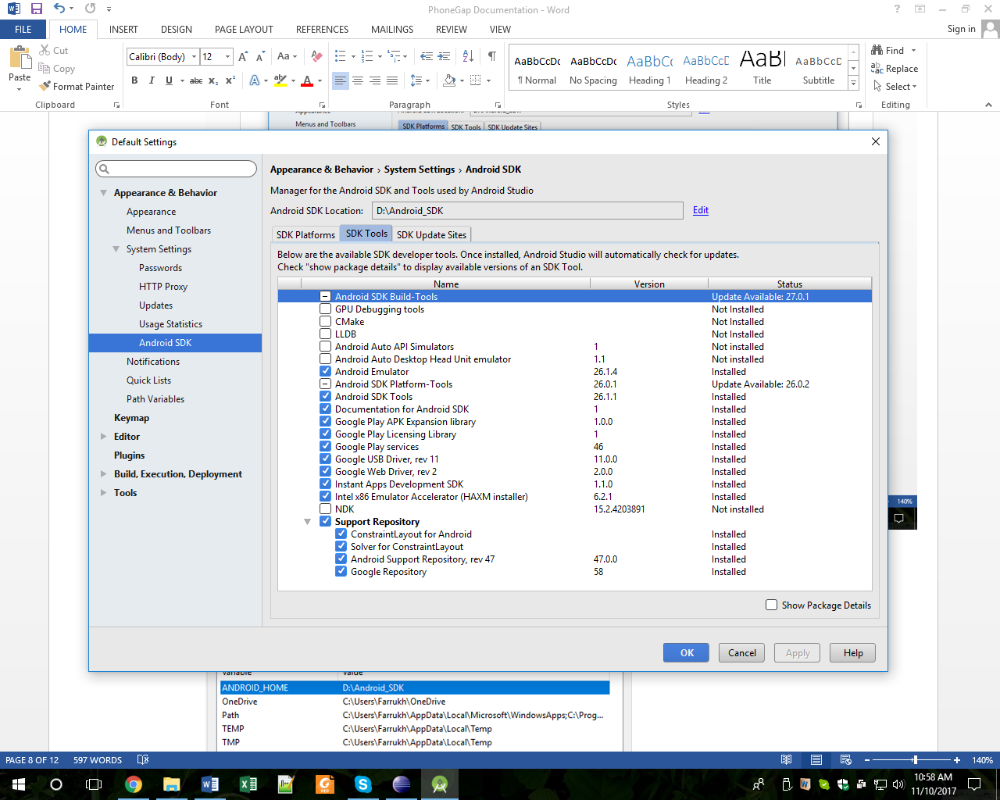 PhoneGap Documentation - Word
FILE HOME INSERT DESIGN PAGE LAYOUT REFERENCES MAILINGS REVIEW VIEW Sign in
Paste
Cut
Copy
Format Painter
Clipboard
Calibri (Body) 12
Font
Paragraph
AaBbCcDc AaBbCcDc AaBbCc AaBbCcD AaBb AaBbCcD
¶ Normal No Spacing Heading 1 Heading 2 Title Subtitle
Styles
Find
Replace
Select
Editing
Menus and Toolbars
SDK Platforms SDK Tools SDK Update Sites
Default Settings
Appearance & Behavior
Appearance
Menus and Toolbars
System Settings
Passwords
HTTP Proxy
Updates
Usage Statistics
Android SDK
Notifications
Quick Lists
Path Variables
Keymap
Editor
Plugins
Build, Execution, Deployment
Tools
Appearance & Behavior › System Settings › Android SDK
Manager for the Android SDK and Tools used by Android Studio
Android SDK Location: D:\Android_SDK Edit
SDK Platforms SDK Tools SDK Update Sites
Below are the available SDK developer tools. Once installed, Android Studio will automatically check for updates.
Check "show package details" to display available versions of an SDK Tool.
Name Version Status
Android SDK Build-Tools Update Available: 27.0.1
GPU Debugging tools Not Installed
CMake Not Installed
LLDB Not Installed
Android Auto API Simulators 1 Not installed
Android Auto Desktop Head Unit emulator 1.1 Not installed
Android Emulator 26.1.4 Installed
Android SDK Platform-Tools 26.0.1 Update Available: 26.0.2
Android SDK Tools 26.1.1 Installed
Documentation for Android SDK 1 Installed
Google Play APK Expansion library 1.0.0 Installed
Google Play Licensing Library 1 Installed
Google Play services 46 Installed
Google USB Driver, rev 11 11.0.0 Installed
Google Web Driver, rev 2 2.0.0 Installed
Instant Apps Development SDK 1.1.0 Installed
Intel x86 Emulator Accelerator (HAXM installer) 6.2.1 Installed
NDK 15.2.4203891 Not installed
Support Repository
ConstraintLayout for Android Installed
Solver for ConstraintLayout Installed
Android Support Repository, rev 47 47.0.0 Installed
Google Repository 58 Installed
Show Package Details
OK Cancel Apply Help
140%
Variable Value
ANDROID_HOME D:\Android_SDK
OneDrive C:\Users\Farrukh\OneDrive
Path C:\Users\Farrukh\AppData\Local\Microsoft\WindowsApps;C:\Prog...
TEMP C:\Users\Farrukh\AppData\Local\Temp
TMP C:\Users\Farrukh\AppData\Local\Temp
PAGE 8 OF 12 597 WORDS 140%
10:58 AM
11/10/2017